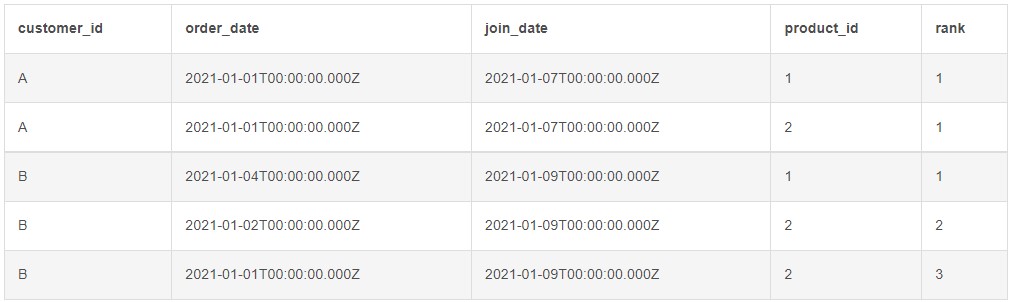 customer_id order_date join_date product_id rank
A 2021-01-01T00:00:00.000Z 2021-01-07T00:00:00.000Z 1 1
A 2021-01-01T00:00:00.000Z 2021-01-07T00:00:00.000Z 2 1
B 2021-01-04T00:00:00.000Z 2021-01-09T00:00:00.000Z 1 1
B 2021-01-02T00:00:00.000Z 2021-01-09T00:00:00.000Z 2 2
B 2021-01-01T00:00:00.000Z 2021-01-09T00:00:00.000Z 2 3